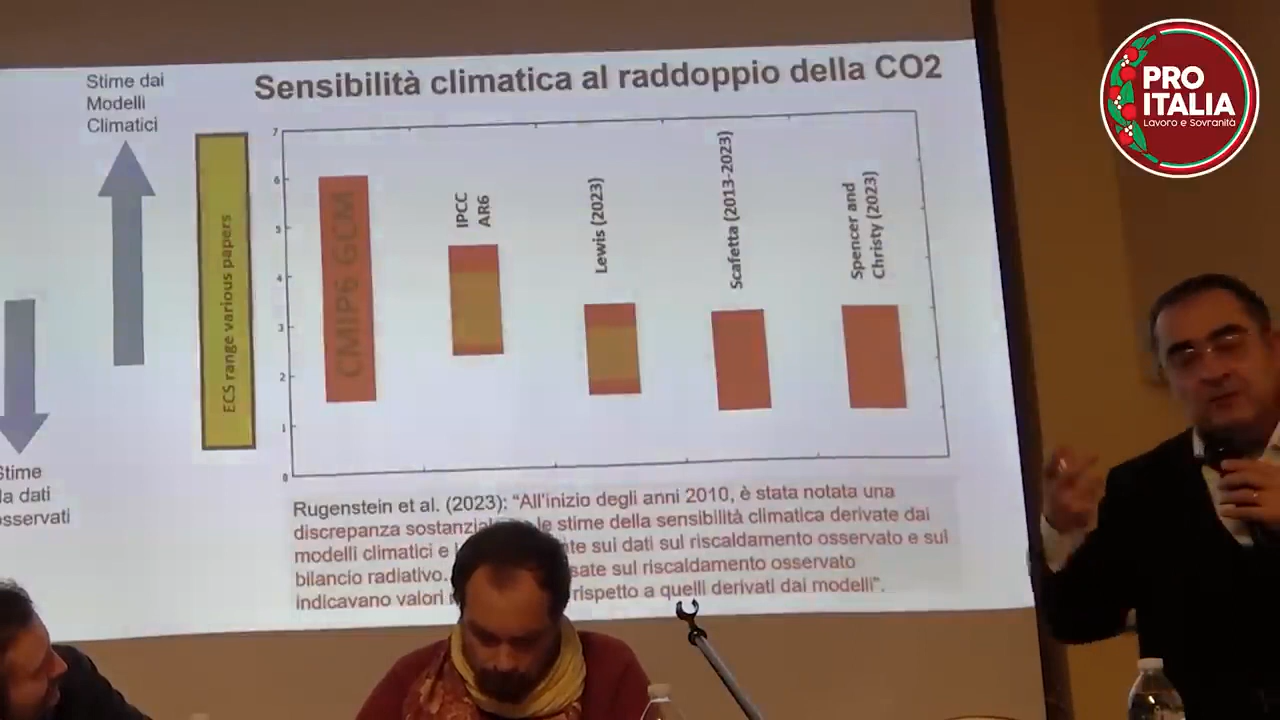 Sensibilità climatica al raddoppio della CO2
Stime dai
Modelli
Climatici
ECS range various papers
7
6
5
4
3
2
1
0
CMIP6 GCM
IPCC
AR6
Lewis (2023)
Scafetta (2013-2023)
Spencer and
Christy (2023)
Stime
da dati
osservati
Rugenstein et al. (2023): “All'inizio degli anni 2010, è stata notata una
discrepanza sostanzial le stime della sensibilità climatica derivate dai
modelli climatici e sui dati sul riscaldamento osservato e sul
bilancio radiativo. sul riscaldamento osservato
indicavano valori rispetto a quelli derivati dai modelli”.
PRO
ITALIA
Lavoro e Sovranità